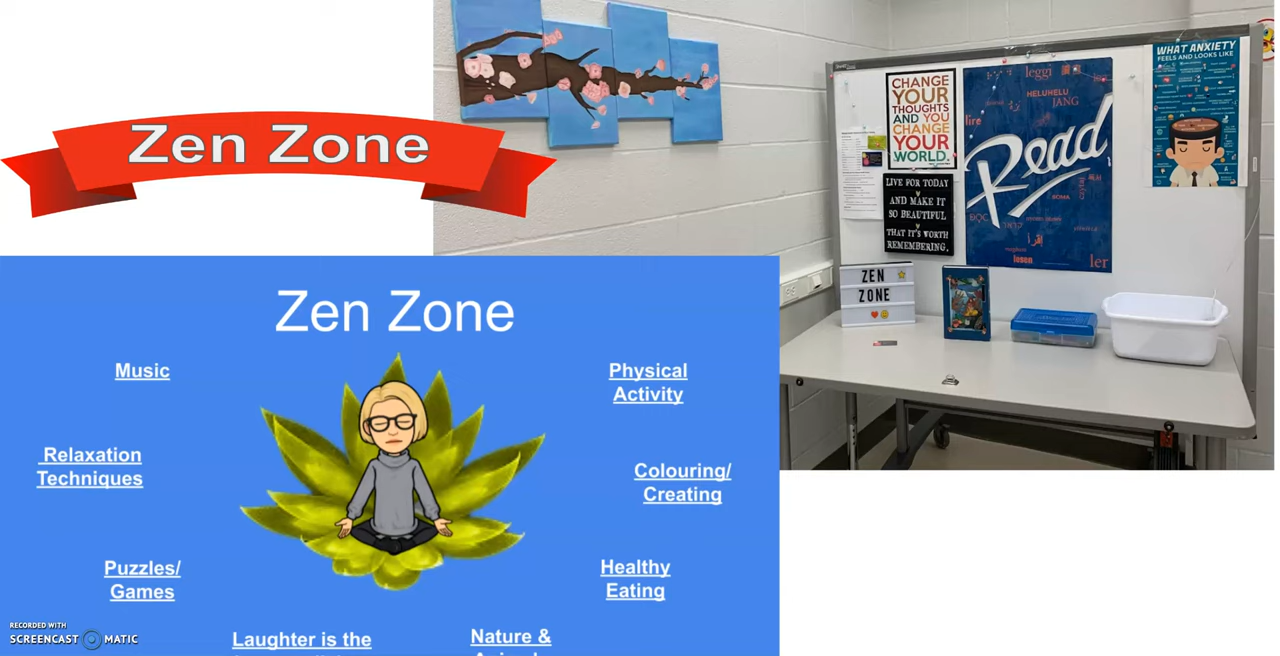 Zen Zone
CHANGE
YOUR
THOUGHTS
AND YOU
CHANGE
YOUR
WORLD.
LIVE FOR TODAY
AND MAKE IT
SO BEAUTIFUL
THAT IT'S WORTH
REMEMBERING.
leggi
HELUHELU
JANG
lire
Read
ROMA
إقرأ
lesen
ler
WHAT ANXIETY
FEELS AND LOOKS LIKE
ZEN
ZONE
Zen Zone
Music
Physical
Activity
Relaxation
Techniques
Colouring/
Creating
Puzzles/
Games
Healthy
Eating
Laughter is the
Nature &
RECORDED WITH
SCREENCAST MATIC